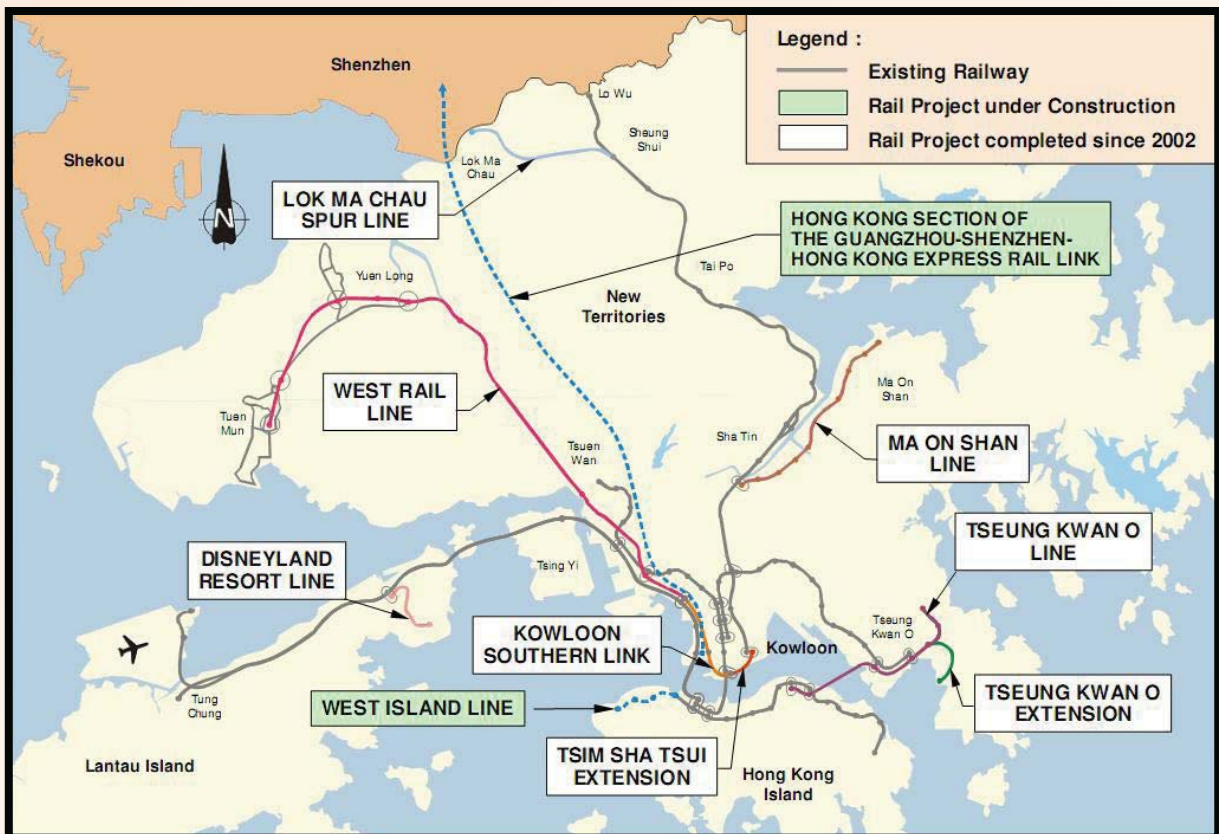 Legend :
Existing Railway
Rail Project under Construction
Rail Project completed since 2002
Shenzhen
Shekou
Lo Wu
Sheung
Shui
Lok Ma
Chau
LOK MA CHAU
SPUR LINE
N
HONG KONG SECTION OF
THE GUANGZHOU-SHENZHEN-
HONG KONG EXPRESS RAIL LINK
Yuen Long
Tai Po
New
Territories
WEST RAIL
LINE
Ma On
Shan
Tuen
Mun
Tsuen
Wan
Sha Tin
MA ON SHAN
LINE
TSEUNG KWAN O
LINE
DISNEYLAND
RESORT LINE
Tsing Yi
Tseung
Kwan O
KOWLOON
SOUTHERN LINK
Kowloon
TSEUNG KWAN O
EXTENSION
WEST ISLAND LINE
Tung
Chung
TSIM SHA TSUI
EXTENSION
Lantau Island
Hong Kong
Island